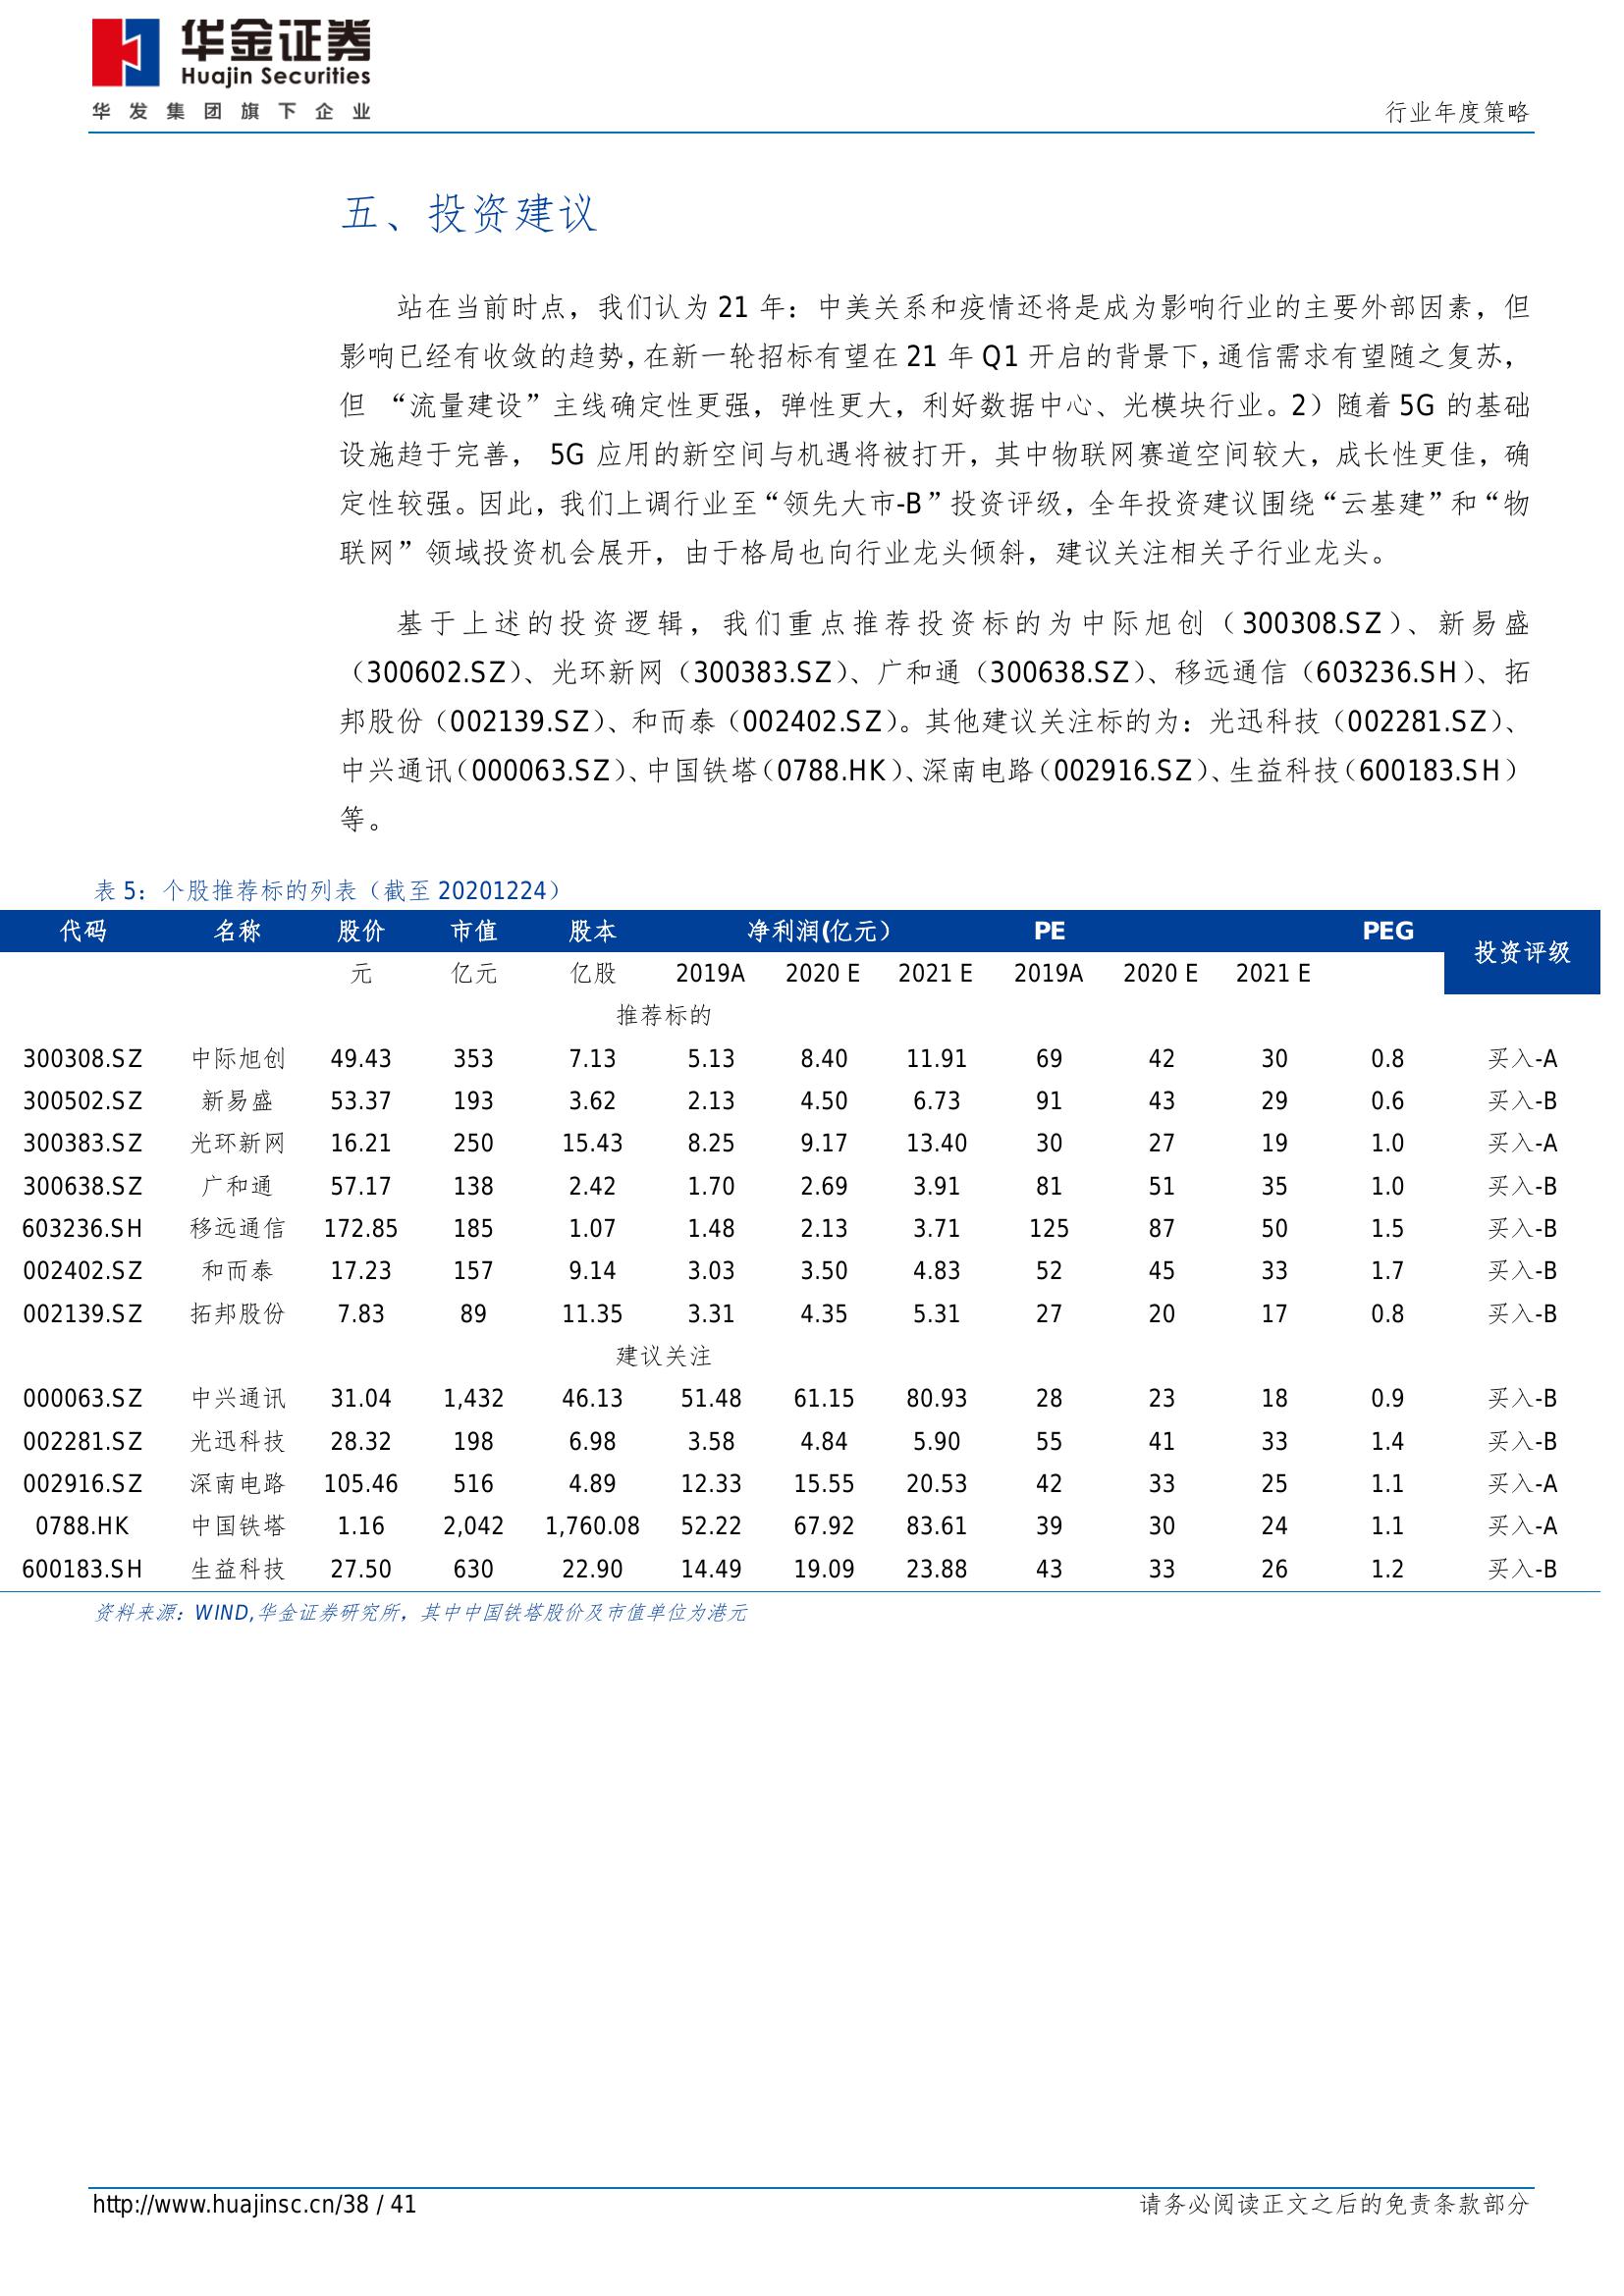 华金证券
Huajin Securities
华发集团旗下企业
行业年度策略
五、投资建议
站在当前时点，我们认为 21 年：中美关系和疫情还将是成为影响行业的主要外部因素，但
影响已经有收敛的趋势，在新一轮招标有望在 21 年 Q1 开启的背景下，通信需求有望随之复苏，
但 “流量建设”主线确定性更强，弹性更大，利好数据中心、光模块行业。2）随着 5G 的基础
设施趋于完善， 5G 应用的新空间与机遇将被打开，其中物联网赛道空间较大，成长性更佳，确
定性较强。因此，我们上调行业至“领先大市-B”投资评级，全年投资建议围绕“云基建”和“物
联网”领域投资机会展开，由于格局也向行业龙头倾斜，建议关注相关子行业龙头。
基于上述的投资逻辑，我们重点推荐投资标的为中际旭创（300308.SZ）、新易盛
（300602.SZ）、光环新网（300383.SZ）、广和通（300638.SZ）、移远通信（603236.SH）、拓
邦股份（002139.SZ）、和而泰（002402.SZ）。其他建议关注标的为：光迅科技（002281.SZ）、
中兴通讯（000063.SZ）、中国铁塔（0788.HK）、深南电路（002916.SZ）、生益科技（600183.SH）
等。
表 5：个股推荐标的列表（截至 20201224）
代码 名称 股价 市值 股本 净利润(亿元） PE PEG 投资评级
元 亿元 亿股 2019A 2020 E 2021 E 2019A 2020 E 2021 E
推荐标的
300308.SZ 中际旭创 49.43 353 7.13 5.13 8.40 11.91 69 42 30 0.8 买入-A
300502.SZ 新易盛 53.37 193 3.62 2.13 4.50 6.73 91 43 29 0.6 买入-B
300383.SZ 光环新网 16.21 250 15.43 8.25 9.17 13.40 30 27 19 1.0 买入-A
300638.SZ 广和通 57.17 138 2.42 1.70 2.69 3.91 81 51 35 1.0 买入-B
603236.SH 移远通信 172.85 185 1.07 1.48 2.13 3.71 125 87 50 1.5 买入-B
002402.SZ 和而泰 17.23 157 9.14 3.03 3.50 4.83 52 45 33 1.7 买入-B
002139.SZ 拓邦股份 7.83 89 11.35 3.31 4.35 5.31 27 20 17 0.8 买入-B
建议关注
000063.SZ 中兴通讯 31.04 1,432 46.13 51.48 61.15 80.93 28 23 18 0.9 买入-B
002281.SZ 光迅科技 28.32 198 6.98 3.58 4.84 5.90 55 41 33 1.4 买入-B
002916.SZ 深南电路 105.46 516 4.89 12.33 15.55 20.53 42 33 25 1.1 买入-A
0788.HK 中国铁塔 1.16 2,042 1,760.08 52.22 67.92 83.61 39 30 24 1.1 买入-A
600183.SH 生益科技 27.50 630 22.90 14.49 19.09 23.88 43 33 26 1.2 买入-B
资料来源：WIND,华金证券研究所，其中中国铁塔股价及市值单位为港元
http://www.huajinsc.cn/38 / 41
请务必阅读正文之后的免责条款部分